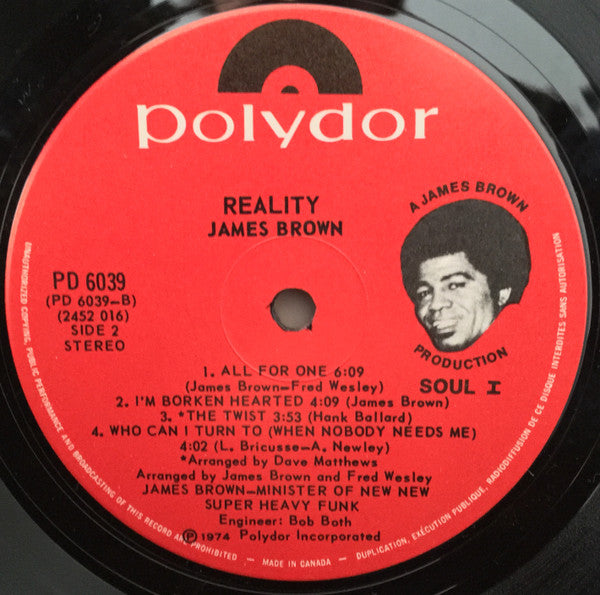 polydor
REALITY
JAMES BROWN
A JAMES BROWN
PRODUCTION
SOUL I
PD 6039
(PD 6039-B)
(2452 016)
SIDE 2
STEREO
1. ALL FOR ONE 6:09
(James Brown-Fred Wesley)
2. I'M BORKEN HEARTED 4:09 (James Brown)
3. *THE TWIST 3:53 (Hank Ballard)
4. WHO CAN I TURN TO (WHEN NOBODY NEEDS ME)
4:02 (L. Bricusse-A. Newley)
*Arranged by Dave Matthews
Arranged by James Brown and Fred Wesley
JAMES BROWN-MINISTER OF NEW NEW
SUPER HEAVY FUNK
Engineer: Bob Both
Ⓟ 1974 Polydor Incorporated
UNAUTHORIZED COPYING, PUBLIC PERFORMANCE AND BROADCASTING OF THIS RECORD ARE PROHIBITED - MADE IN CANADA - DUPLICATION, EXÉCUTION PUBLIQUE, RADIODIFFUSION DE CE DISQUE INTERDITES SANS AUTORISATION